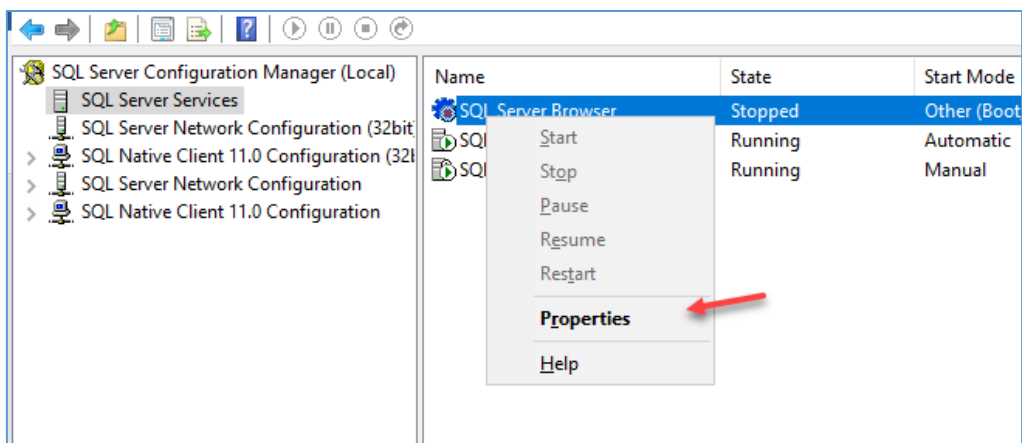 SQL Server Configuration Manager (Local)
SQL Server Services
SQL Server Network Configuration (32bit
SQL Native Client 11.0 Configuration (32
SQL Server Network Configuration
SQL Native Client 11.0 Configuration
Name State Start Mode
SQL Server Browser Stopped Other (Boot
SQL Running Automatic
SQL Running Manual
Start
Stop
Pause
Resume
Restart
Properties
Help